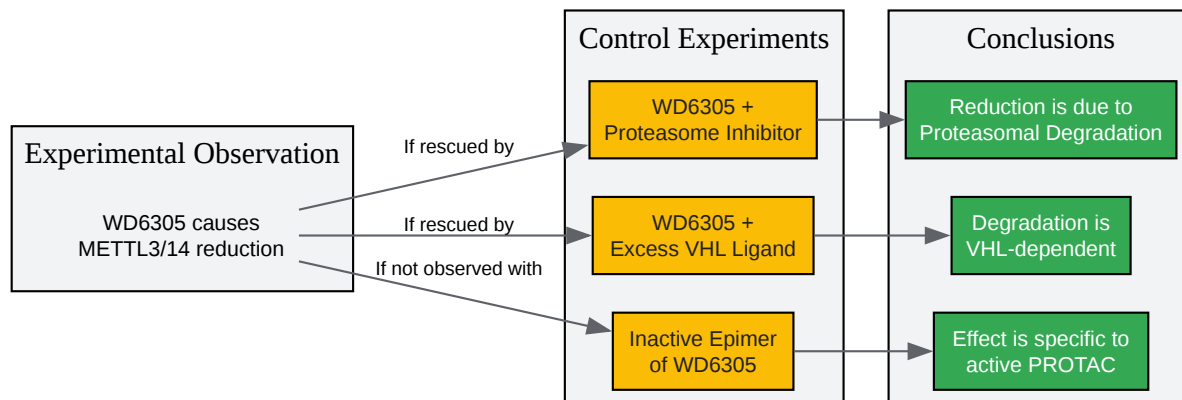 Experimental Observation
WD6305 causes
METTL3/14 reduction
If rescued by
If rescued by
If not observed with
Control Experiments
WD6305 +
Proteasome Inhibitor
WD6305 +
Excess VHL Ligand
Inactive Epimer
of WD6305
Conclusions
Reduction is due to
Proteasomal Degradation
Degradation is
VHL-dependent
Effect is specific to
active PROTAC